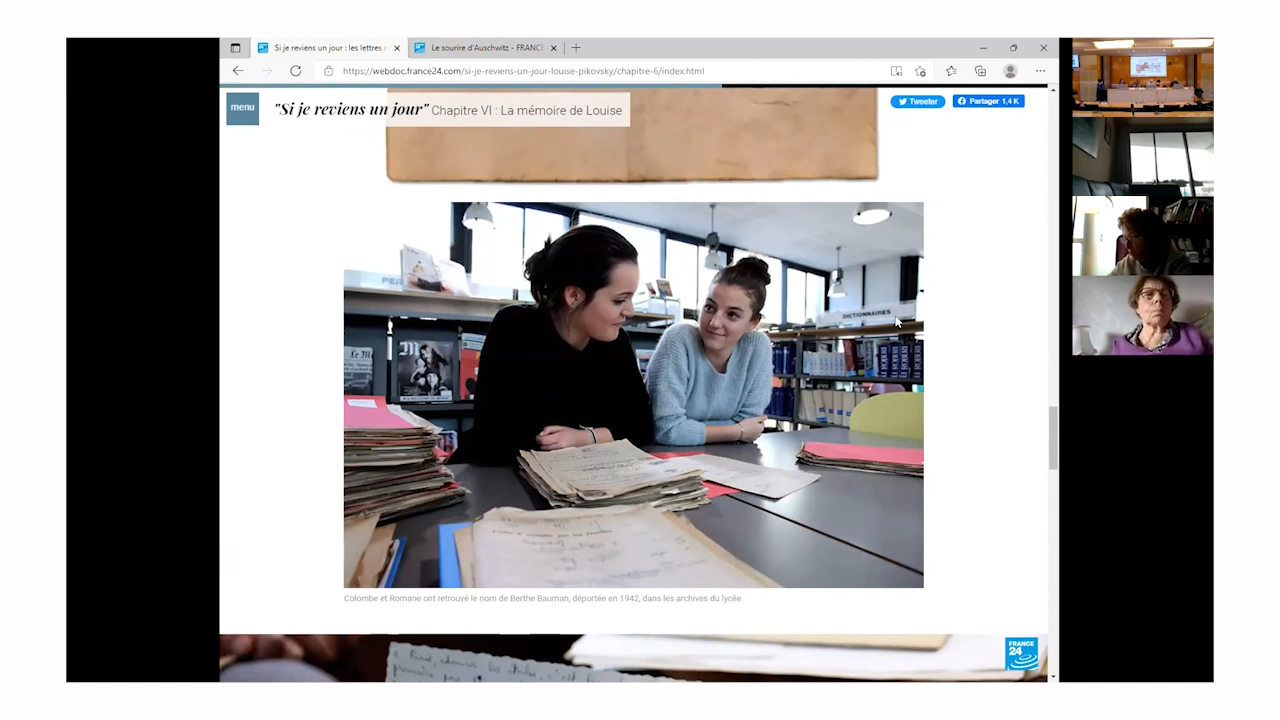 Si je reviens un jour : les lettres r
Le sourire d'Auschwitz - FRANCE
https://webdoc.france24.com/si-je-reviens-un-jour-louise-pikovsky/chapitre-6/index.html
menu
"Si je reviens un jour" Chapitre VI : La mémoire de Louise
Tweeter
Partager 1,4 K
DICTIONNAIRES
Le M
M
Colombe et Romane ont retrouvé le nom de Berthe Bauman, déportée en 1942, dans les archives du lycée
FRANCE
24